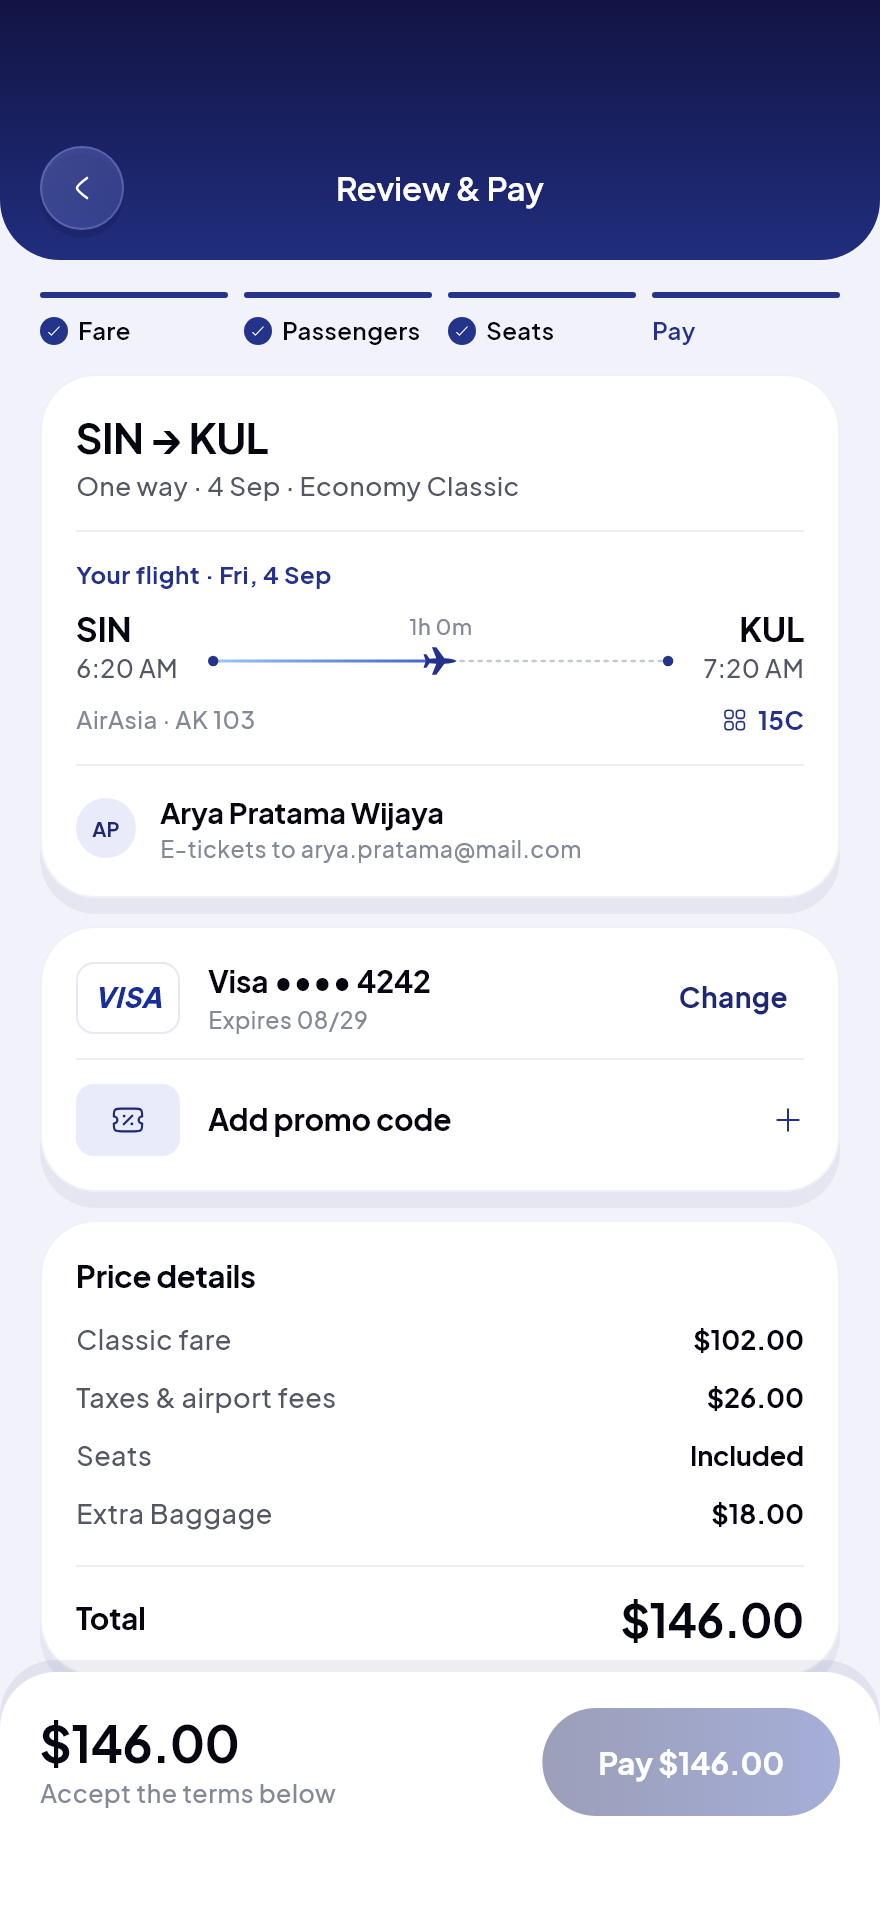 Review & Pay
Fare
Passengers
Seats
Pay
SIN → KUL
One way · 4 Sep · Economy Classic
Your flight · Fri, 4 Sep
SIN
1h 0m
KUL
6:20 AM
7:20 AM
AirAsia · AK 103
15C
AP
Arya Pratama Wijaya
E-tickets to arya.pratama@mail.com
VISA
Visa •••• 4242
Expires 08/29
Change
Add promo code
Price details
Classic fare $102.00
Taxes & airport fees $26.00
Seats Included
Extra Baggage $18.00
Total $146.00
$146.00
Accept the terms below
Pay $146.00